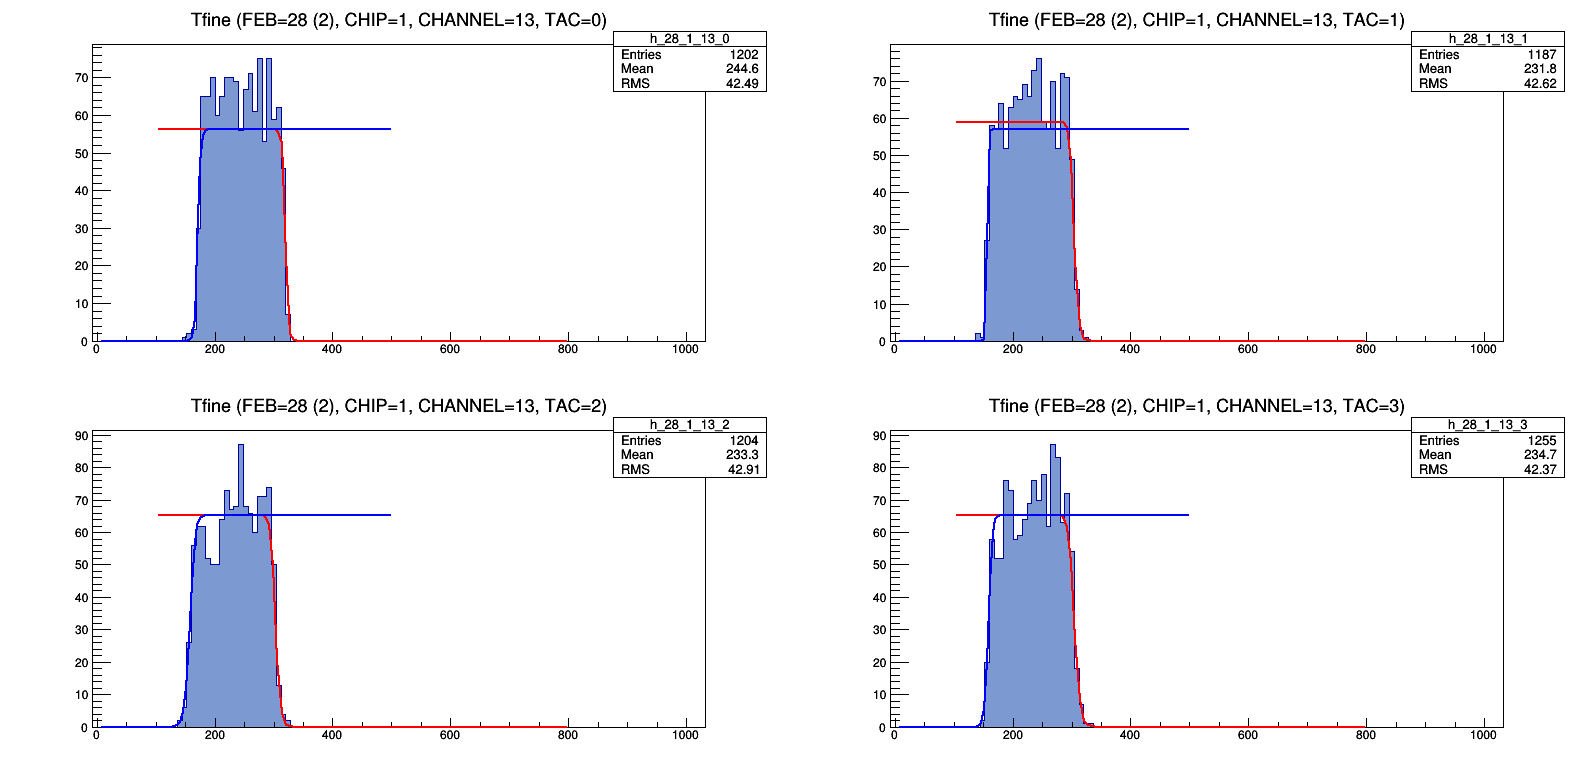 Tfine (FEB=28 (2), CHIP=1, CHANNEL=13, TAC=0)
h_28_1_13_0
Entries 1202
Mean 244.6
RMS 42.49
70
60
50
40
30
20
10
0
0 200 400 600 800 1000
Tfine (FEB=28 (2), CHIP=1, CHANNEL=13, TAC=1)
h_28_1_13_1
Entries 1187
Mean 231.8
RMS 42.62
70
60
50
40
30
20
10
0
0 200 400 600 800 1000
Tfine (FEB=28 (2), CHIP=1, CHANNEL=13, TAC=2)
h_28_1_13_2
Entries 1204
Mean 233.3
RMS 42.91
90
80
70
60
50
40
30
20
10
0
0 200 400 600 800 1000
Tfine (FEB=28 (2), CHIP=1, CHANNEL=13, TAC=3)
h_28_1_13_3
Entries 1255
Mean 234.7
RMS 42.37
90
80
70
60
50
40
30
20
10
0
0 200 400 600 800 1000